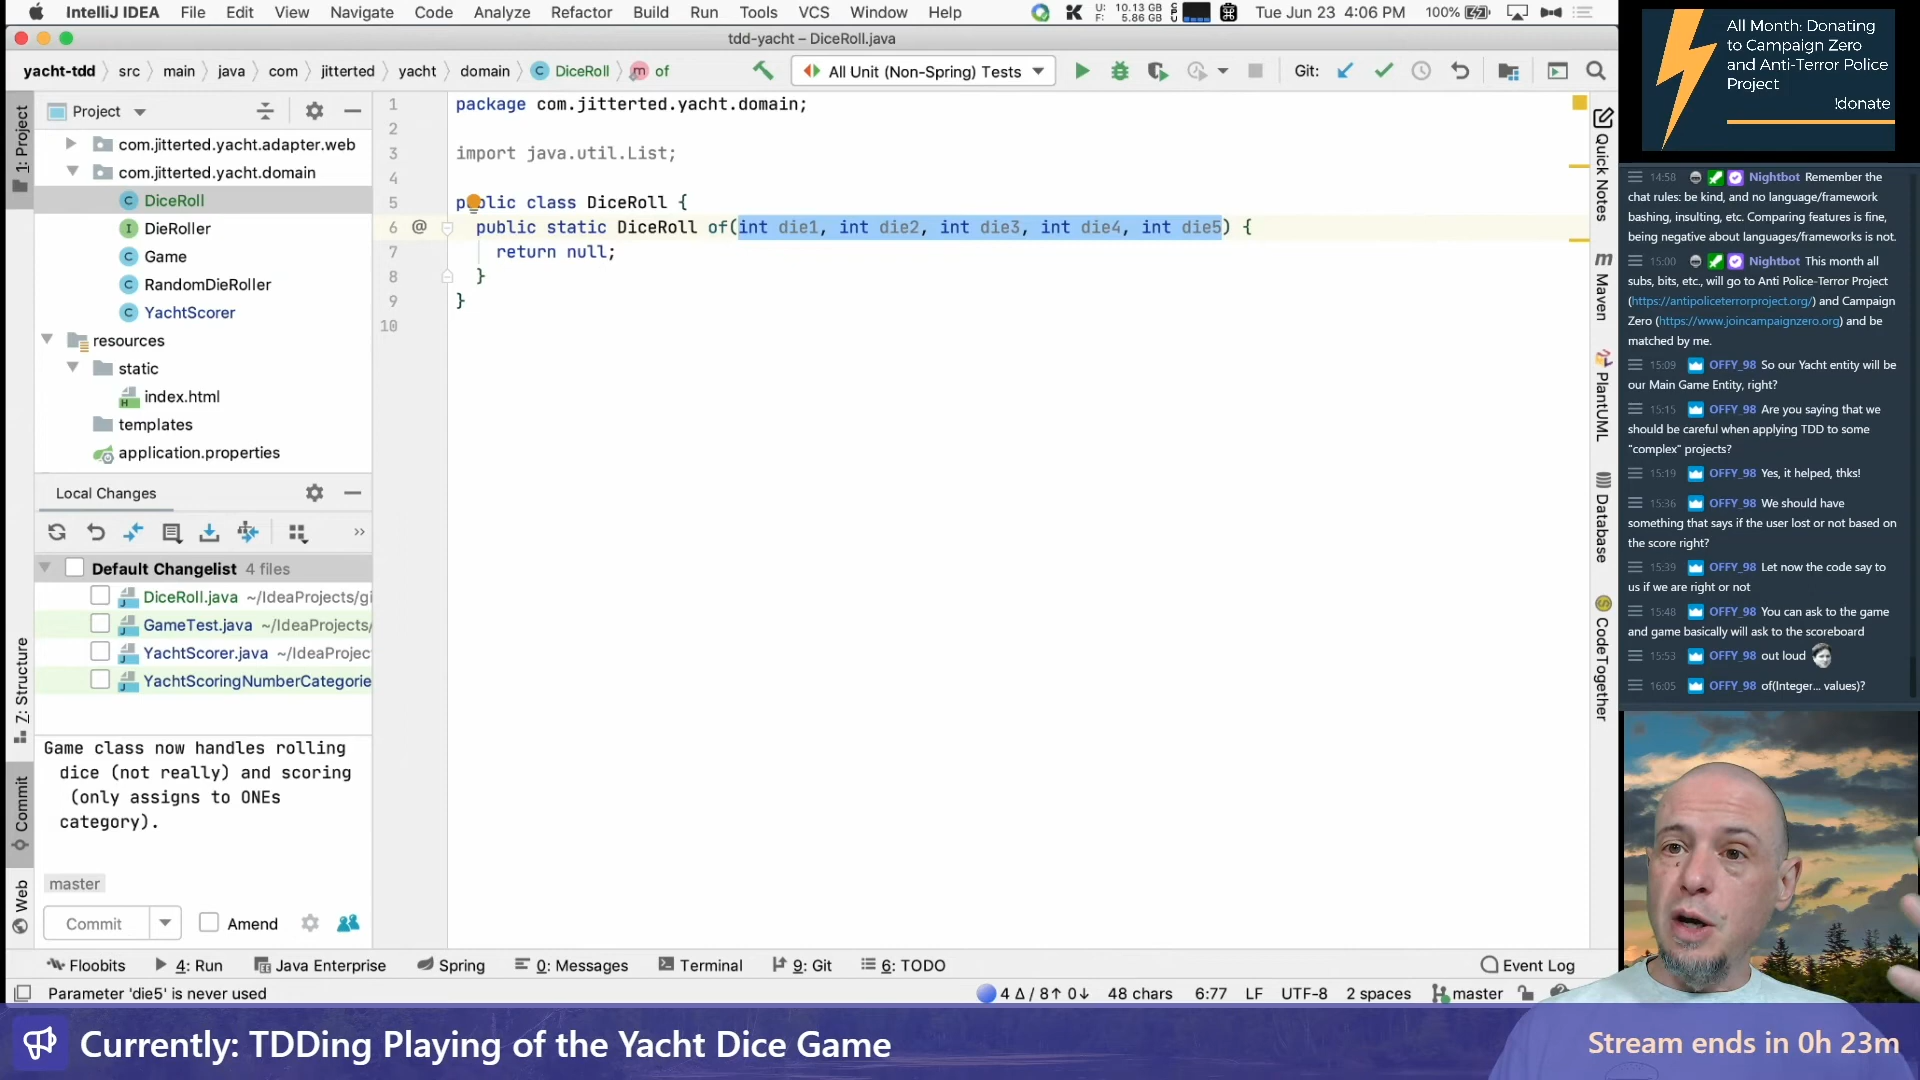 IntelliJ IDEA File Edit View Navigate Code Analyze Refactor Build Run Tools VCS Window Help
U: 10.13 GB
F: 5.86 GB
Tue Jun 23 4:06 PM 100%
tdd-yacht – DiceRoll.java
yacht-tdd src main java com jitterted yacht domain DiceRoll of
All Unit (Non-Spring) Tests
Git:
1: Project
Project
com.jitterted.yacht.adapter.web
com.jitterted.yacht.domain
DiceRoll
DieRoller
Game
RandomDieRoller
YachtScorer
resources
static
index.html
templates
application.properties
Local Changes
Default Changelist 4 files
DiceRoll.java ~/IdeaProjects/gi
GameTest.java ~/IdeaProjects/
YachtScorer.java ~/IdeaProjec
YachtScoringNumberCategorie
Game class now handles rolling
dice (not really) and scoring
(only assigns to ONEs
category).
master
Commit
Amend
Z: Structure
Commit
Web
1 package com.jitterted.yacht.domain;
2
3 import java.util.List;
4
5 public class DiceRoll {
6 @ public static DiceRoll of(int die1, int die2, int die3, int die4, int die5) {
7 return null;
8 }
9 }
10
Quick Notes
Maven
PlantUML
Database
CodeTogether
Floobits 4: Run Java Enterprise Spring 0: Messages Terminal 9: Git 6: TODO Event Log
Parameter 'die5' is never used
4 Δ / 8↑ 0↓ 48 chars 6:77 LF UTF-8 2 spaces master
All Month: Donating
to Campaign Zero
and Anti-Terror Police
Project
!donate
14:58 Nightbot Remember the
chat rules: be kind, and no language/framework
bashing, insulting, etc. Comparing features is fine,
being negative about languages/frameworks is not.
15:00 Nightbot This month all
subs, bits, etc., will go to Anti Police-Terror Project
(https://antipoliceterrorproject.org/) and Campaign
Zero (https://www.joincampaignzero.org) and be
matched by me.
15:09 OFFY_98 So our Yacht entity will be
our Main Game Entity, right?
15:15 OFFY_98 Are you saying that we
should be careful when applying TDD to some
"complex" projects?
15:19 OFFY_98 Yes, it helped, thks!
15:36 OFFY_98 We should have
something that says if the user lost or not based on
the score right?
15:39 OFFY_98 Let now the code say to
us if we are right or not
15:48 OFFY_98 You can ask to the game
and game basically will ask to the scoreboard
15:53 OFFY_98 out loud
16:05 OFFY_98 of(Integer... values)?
Currently: TDDing Playing of the Yacht Dice Game
Stream ends in 0h 23m